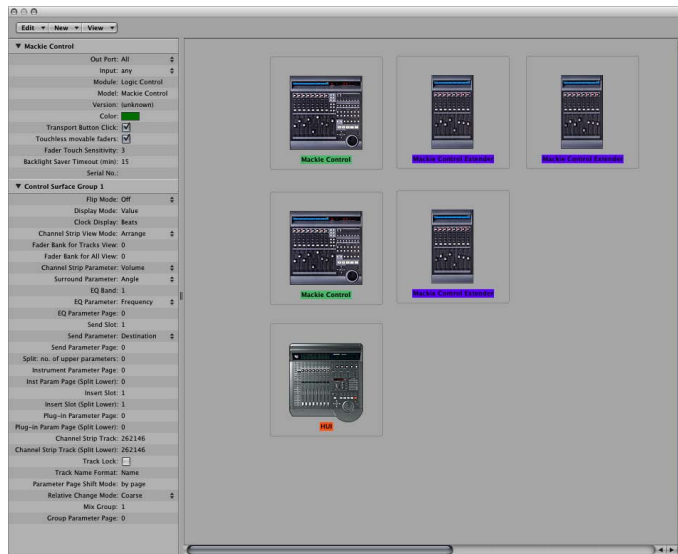 Edit New View
Mackie Control
Out Port: All
Input: any
Module: Logic Control
Model: Mackie Control
Version: (unknown)
Color:
Transport Button Click:
Touchless movable faders:
Fader Touch Sensitivity: 3
Backlight Saver Timeout (min): 15
Serial No.:
Control Surface Group 1
Flip Mode: Off
Display Mode: Value
Clock Display: Beats
Channel Strip View Mode: Arrange
Fader Bank for Tracks View: 0
Fader Bank for All View: 0
Channel Strip Parameter: Volume
Surround Parameter: Angle
EQ Band: 1
EQ Parameter: Frequency
EQ Parameter Page: 0
Send Slot: 1
Send Parameter: Destination
Send Parameter Page: 0
Split: no. of upper parameters: 0
Instrument Parameter Page: 0
Inst Param Page (Split Lower): 0
Insert Slot: 1
Insert Slot (Split Lower): 1
Plug-in Parameter Page: 0
Plug-in Param Page (Split Lower): 0
Channel Strip Track: 262146
Channel Strip Track (Split Lower): 262146
Track Lock:
Track Name Format: Name
Parameter Page Shift Mode: by page
Relative Change Mode: Coarse
Mix Group: 1
Group Parameter Page: 0
Mackie Control
Mackie Control Extender
Mackie Control Extender
Mackie Control
Mackie Control Extender
HUI